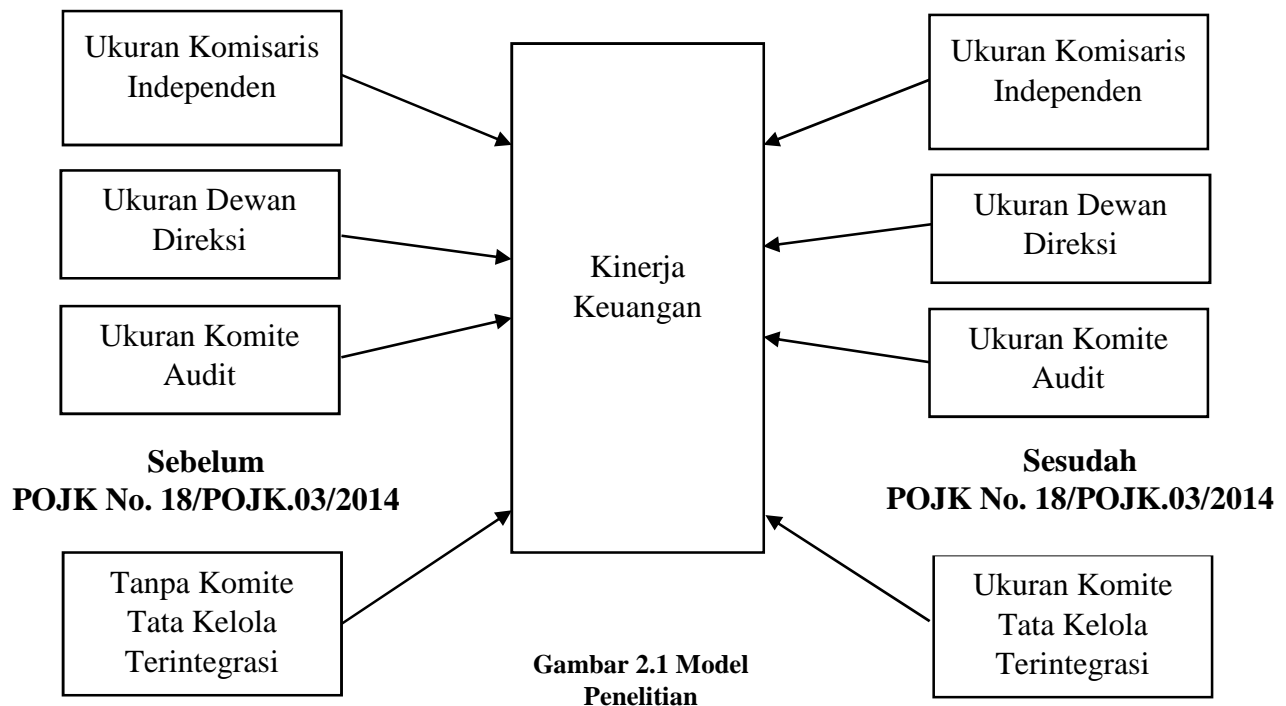 Ukuran Komisaris
Independen
Ukuran Dewan
Direksi
Ukuran Komite
Audit
Sebelum
POJK No. 18/POJK.03/2014
Tanpa Komite
Tata Kelola
Terintegrasi
Kinerja
Keuangan
Gambar 2.1 Model
Penelitian
Ukuran Komisaris
Independen
Ukuran Dewan
Direksi
Ukuran Komite
Audit
Sesudah
POJK No. 18/POJK.03/2014
Ukuran Komite
Tata Kelola
Terintegrasi